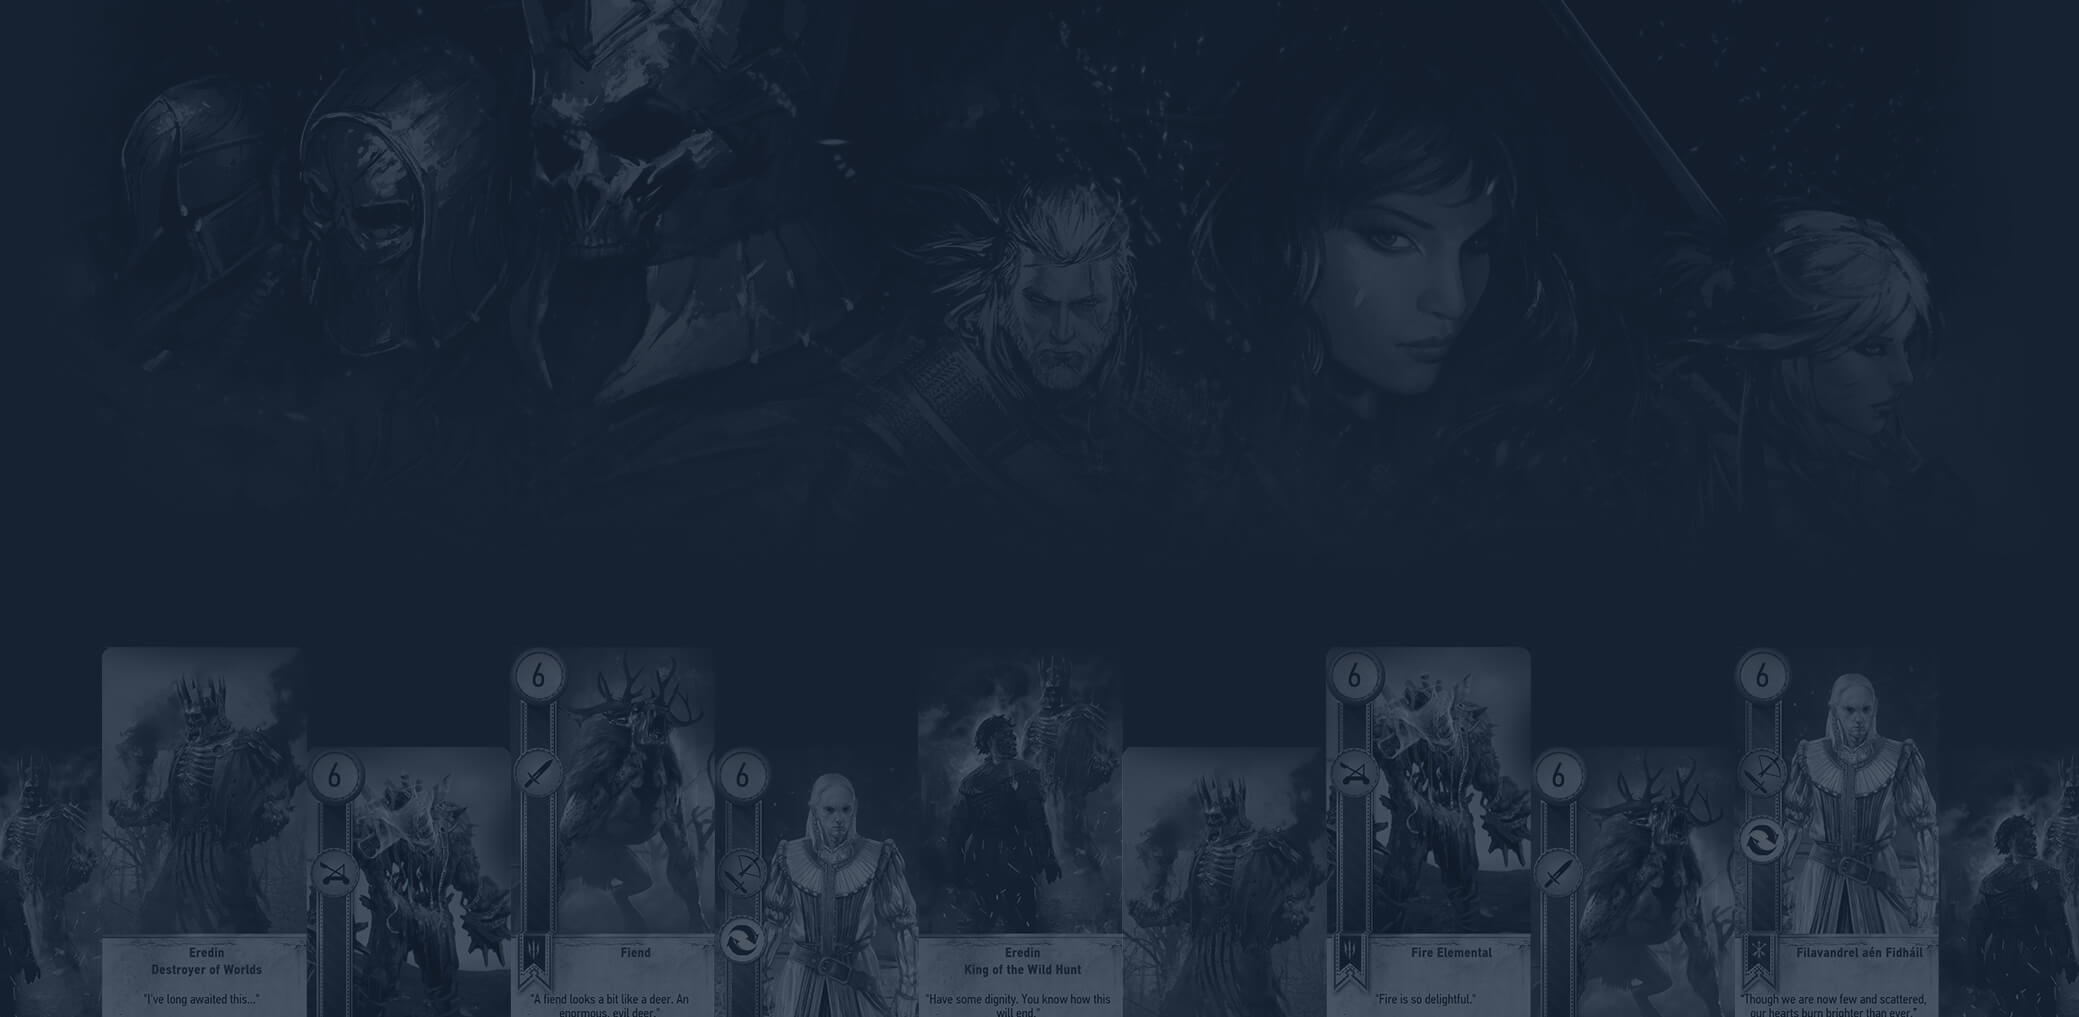 6
6
6
6
6
6
Eredin
Destroyer of Worlds
"I've long awaited this..."
Fiend
"A fiend looks a bit like a deer. An
enormous, evil deer."
Eredin
King of the Wild Hunt
"Have some dignity. You know how this
will end."
Fire Elemental
"Fire is so delightful."
Filavandrel aén Fidháil
"Though we are now few and scattered,
our hearts burn brighter than ever."